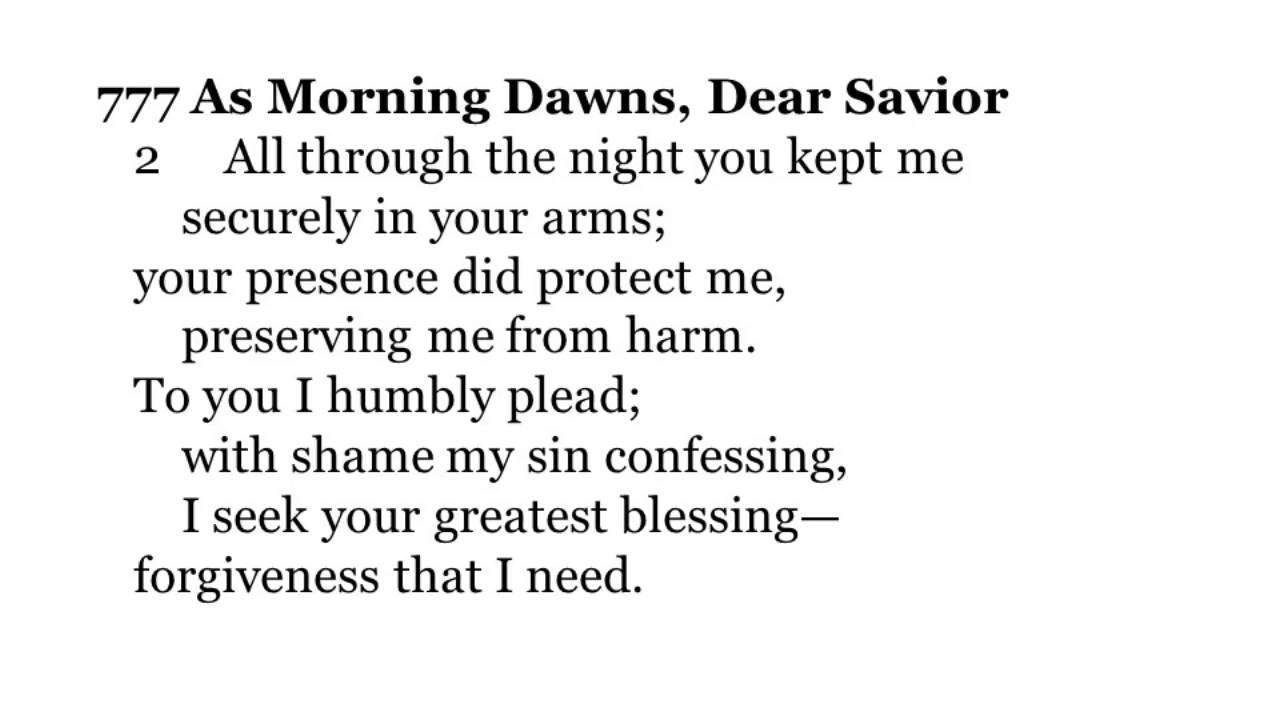 777 As Morning Dawns, Dear Savior
2 All through the night you kept me
securely in your arms;
your presence did protect me,
preserving me from harm.
To you I humbly plead;
with shame my sin confessing,
I seek your greatest blessing—
forgiveness that I need.